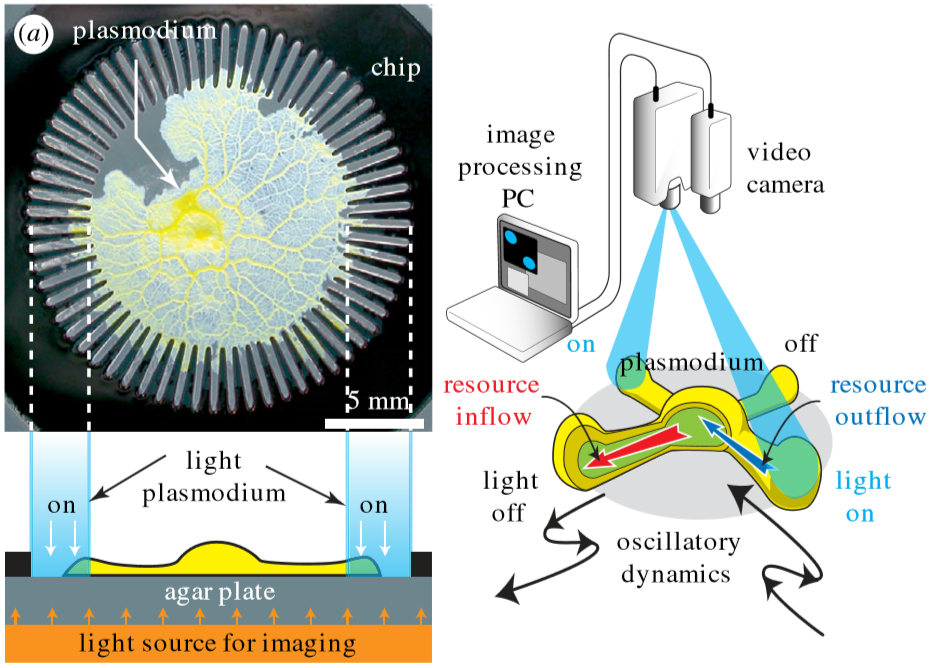 (a)
plasmodium
chip
5 mm
light
plasmodium
on
on
agar plate
light source for imaging
image
processing
PC
video
camera
on
plasmodium
off
resource
inflow
resource
outflow
light
off
light
on
oscillatory
dynamics